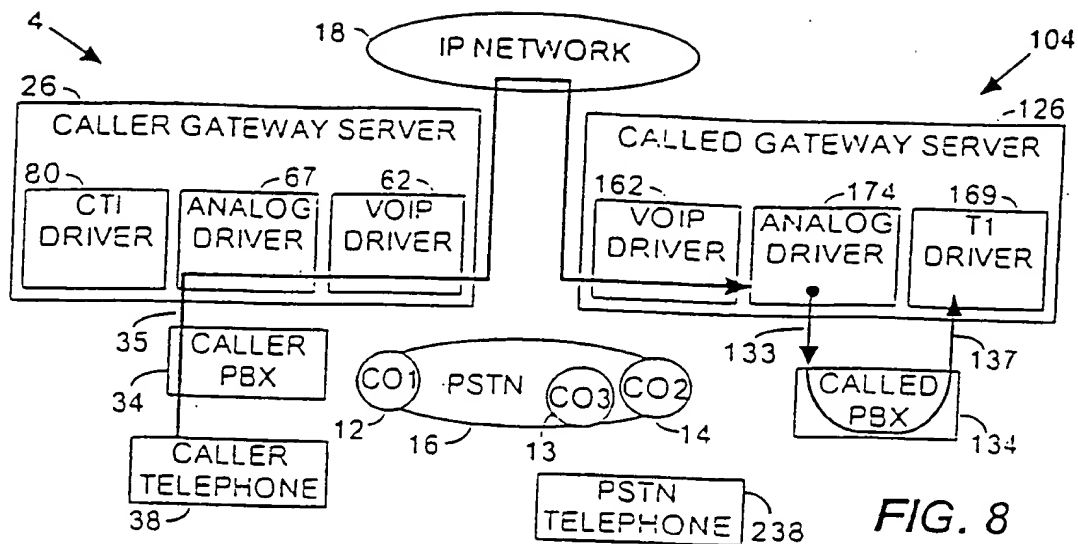 4
18
IP NETWORK
104
26
CALLER GATEWAY SERVER
126
CALLED GATEWAY SERVER
80
CTI
DRIVER
67
ANALOG
DRIVER
62
VOIP
DRIVER
162
VOIP
DRIVER
174
ANALOG
DRIVER
169
T1
DRIVER
35
CALLER
PBX
34
CO1
PSTN
CO3
CO2
12
16
13
14
133
137
CALLED
PBX
134
CALLER
TELEPHONE
38
PSTN
TELEPHONE
238
FIG. 8